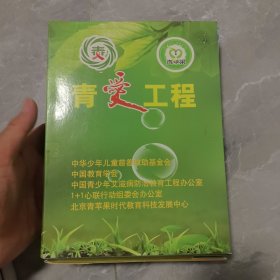 青爱工程
中华少年儿童慈善救助基金会
中国教育学会
中国青少年艾滋病防治教育工程办公室
1+1心联行动组委会办公室
北京青苹果时代教育科技发展中心